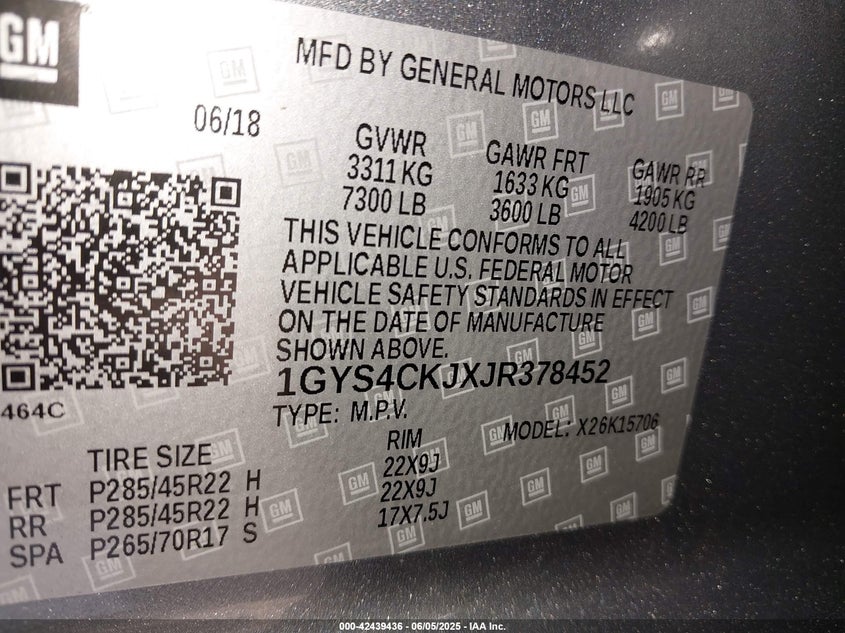 GM
MFD BY GENERAL MOTORS LLC
06/18
GVWR GAWR FRT GAWR RR
3311 KG 1633 KG 1905 KG
7300 LB 3600 LB 4200 LB
THIS VEHICLE CONFORMS TO ALL
APPLICABLE U.S. FEDERAL MOTOR
VEHICLE SAFETY STANDARDS IN EFFECT
ON THE DATE OF MANUFACTURE
SHOWN ABOVE.
1GYS4CKJXJR378452
464C
TYPE: M.P.V. MODEL: X26K15706
TIRE SIZE RIM
FRT P285/45R22 H 22X9J
RR P285/45R22 H 22X9J
SPA P265/70R17 S 17X7.5J
000-42439436 - 06/05/2025 - IAA Inc.